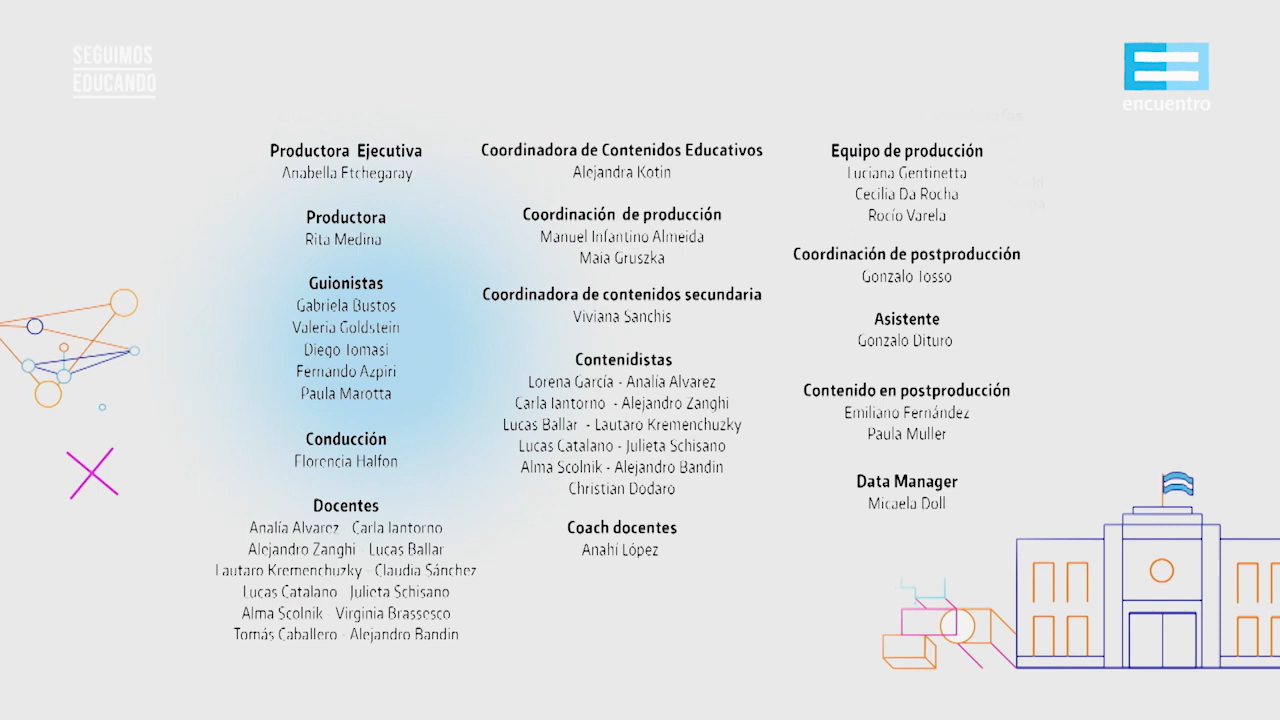 SEGUIMOS
EDUCANDO
encuentro
Productora Ejecutiva
Anabella Etchegaray
Productora
Rita Medina
Guionistas
Gabriela Bustos
Valeria Goldstein
Diego Tomasi
Fernando Azpiri
Paula Marotta
Conducción
Florencia Halfon
Docentes
Analía Alvarez - Carla Iantorno
Alejandro Zanghi - Lucas Ballar
Lautaro Kremenchuzky - Claudia Sánchez
Lucas Catalano - Julieta Schisano
Alma Scolnik - Virginia Brassesco
Tomás Caballero - Alejandro Bandin
Coordinadora de Contenidos Educativos
Alejandra Kotin
Coordinación de producción
Manuel Infantino Almeida
Maia Gruszka
Coordinadora de contenidos secundaria
Viviana Sanchis
Contenidistas
Lorena García - Analía Alvarez
Carla Iantorno - Alejandro Zanghi
Lucas Ballar - Lautaro Kremenchuzky
Lucas Catalano - Julieta Schisano
Alma Scolnik - Alejandro Bandin
Christian Dodaro
Coach docentes
Anahí López
Equipo de producción
Luciana Gentinetta
Cecilia Da Rocha
Rocío Varela
Coordinación de postproducción
Gonzalo Tosso
Asistente
Gonzalo Dituro
Contenido en postproducción
Emiliano Fernández
Paula Muller
Data Manager
Micaela Doll